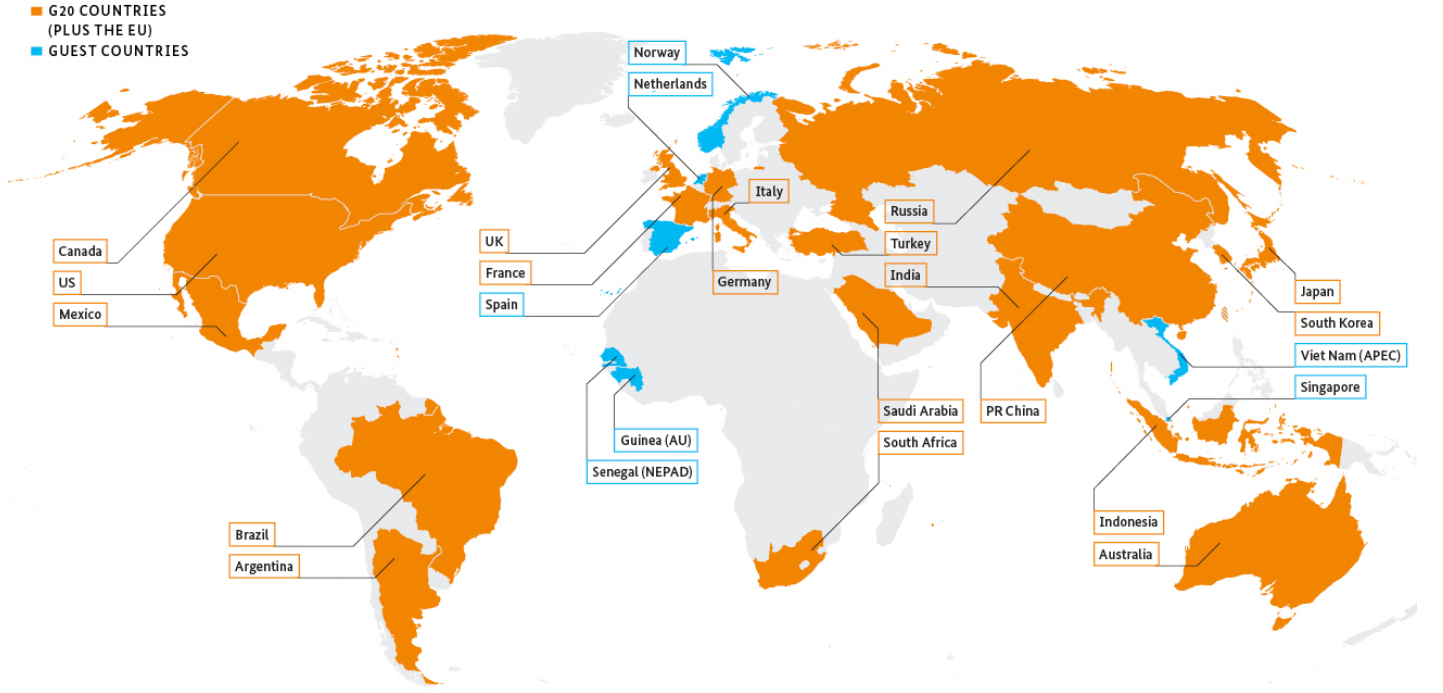 G20 COUNTRIES
(PLUS THE EU)
GUEST COUNTRIES
Norway
Netherlands
Italy
Russia
Canada
UK
Turkey
US
France
Germany
India
Japan
Mexico
Spain
South Korea
Viet Nam (APEC)
Singapore
Saudi Arabia
PR China
Guinea (AU)
South Africa
Senegal (NEPAD)
Indonesia
Brazil
Australia
Argentina